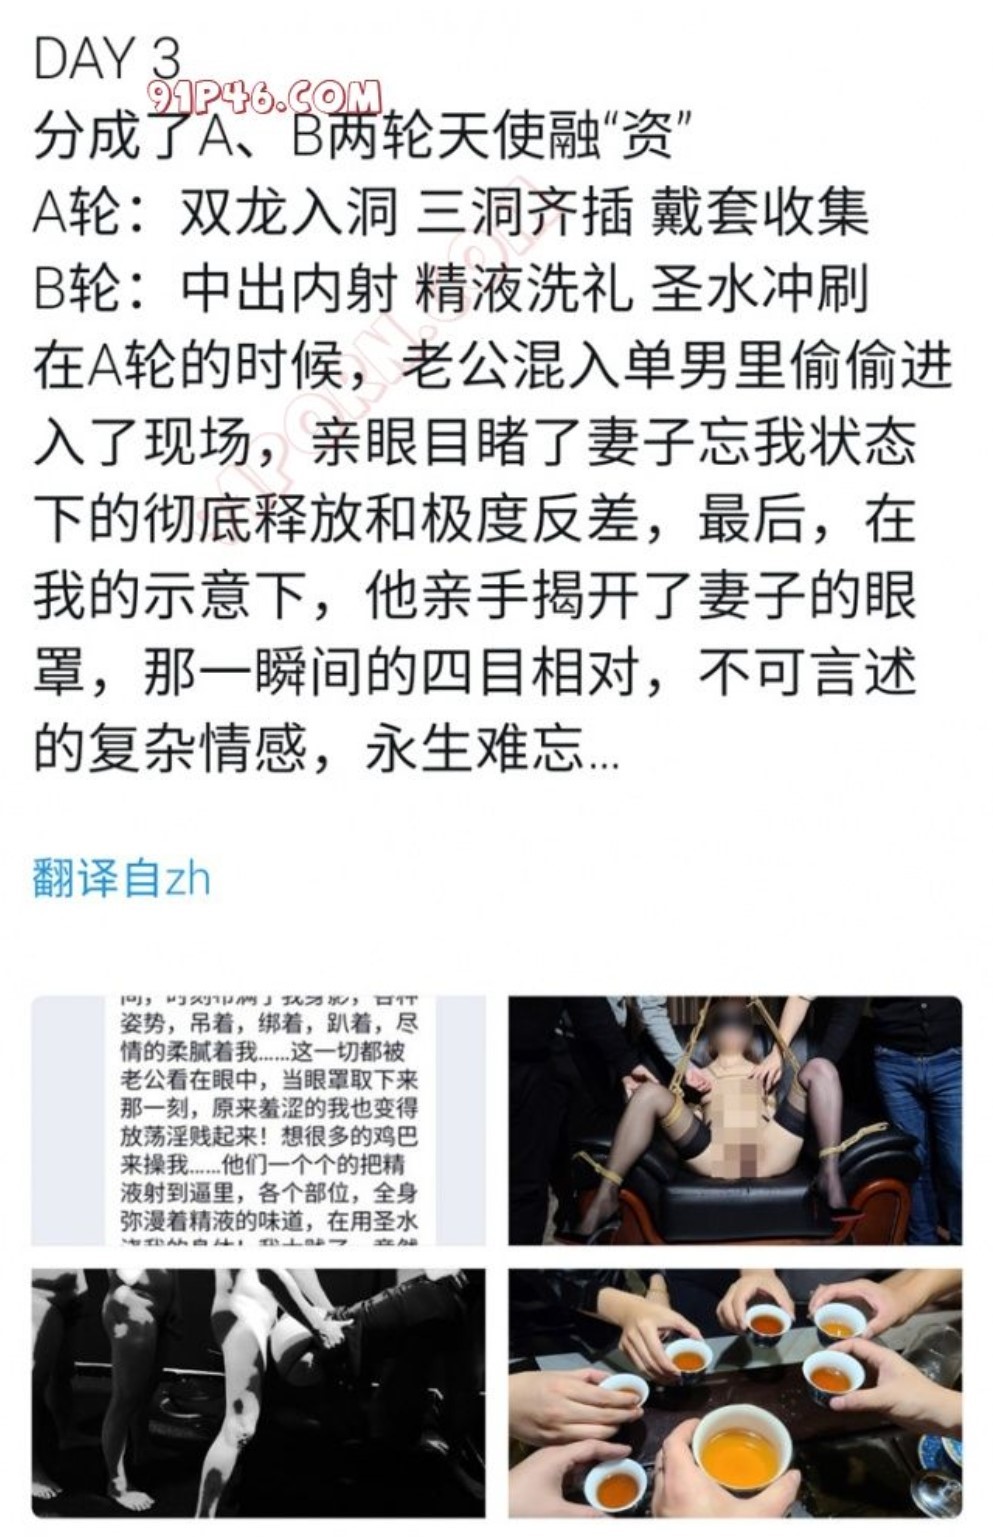 DAY 3
91P46.COM
分成了A、B两轮天使融“资”
A轮：双龙入洞 三洞齐插 戴套收集
B轮：中出内射 精液洗礼 圣水冲刷
在A轮的时候，老公混入单男里偷偷进
入了现场，亲眼目睹了妻子忘我状态
下的彻底释放和极度反差，最后，在
我的示意下，他亲手揭开了妻子的眼
罩，那一瞬间的四目相对，不可言述
的复杂情感，永生难忘...
翻译自zh
间，时刻布满了我身影，各种
姿势，吊着，绑着，趴着，尽
情的柔腻着我......这一切都被
老公看在眼中，当眼罩取下来
那一刻，原来羞涩的我也变得
放荡淫贱起来！想很多的鸡巴
来操我......他们一个个的把精
液射到逼里，各个部位，全身
弥漫着精液的味道，在用圣水